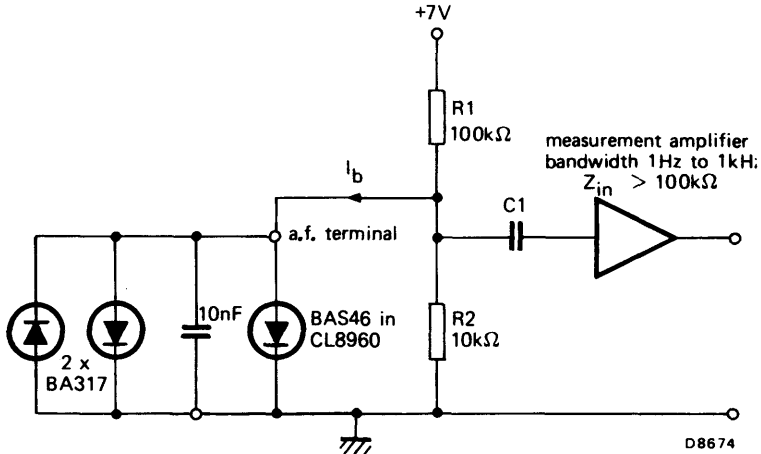 +7V
R1
100kΩ
measurement amplifier
bandwidth 1Hz to 1kHz
Zin > 100kΩ
Ib
C1
a.f. terminal
10nF
BAS46 in
CL8960
R2
10kΩ
2 x
BA317
D8674